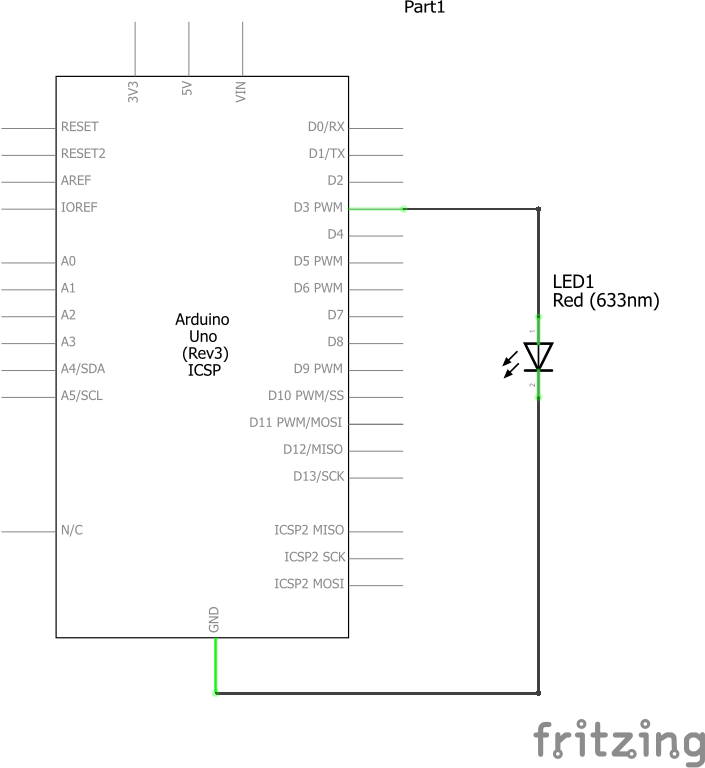 Part1
3V3
5V
VIN
RESET
RESET2
AREF
IOREF
A0
A1
A2
A3
A4/SDA
A5/SCL
N/C
Arduino
Uno
(Rev3)
ICSP
D0/RX
D1/TX
D2
D3 PWM
D4
D5 PWM
D6 PWM
D7
D8
D9 PWM
D10 PWM/SS
D11 PWM/MOSI
D12/MISO
D13/SCK
ICSP2 MISO
ICSP2 SCK
ICSP2 MOSI
GND
LED1
Red (633nm)
1
2
fritzing